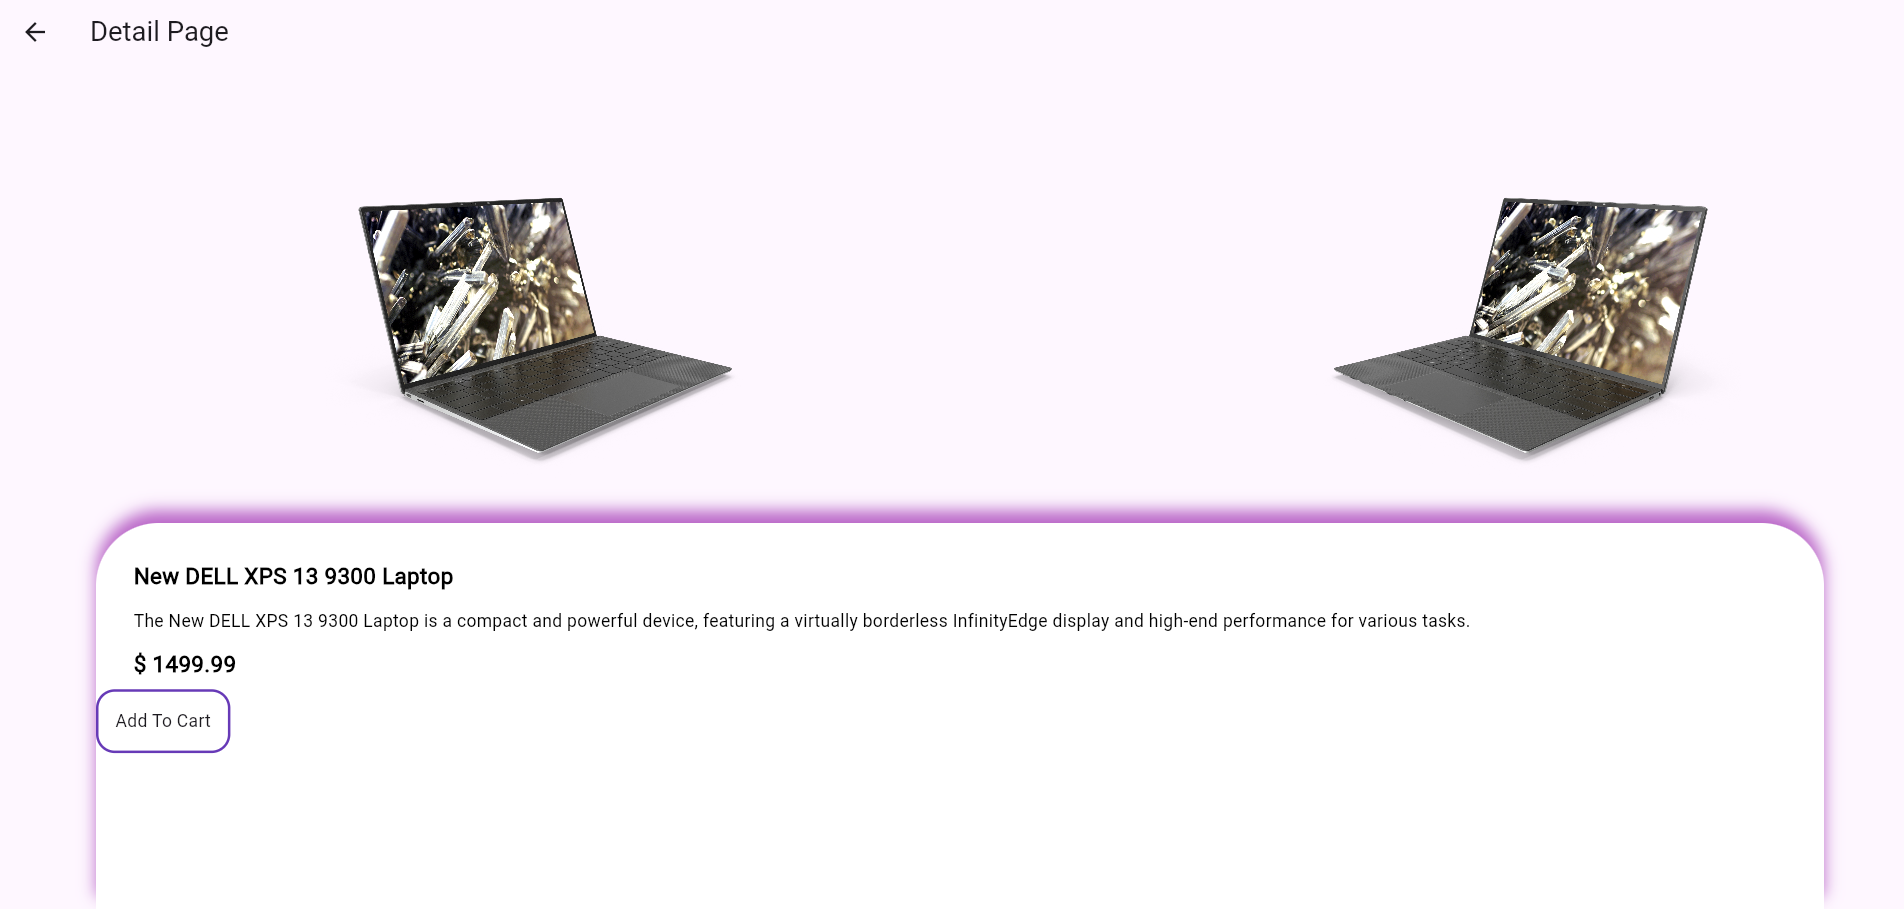 Detail Page
New DELL XPS 13 9300 Laptop
The New DELL XPS 13 9300 Laptop is a compact and powerful device, featuring a virtually borderless InfinityEdge display and high-end performance for various tasks.
$ 1499.99
Add To Cart